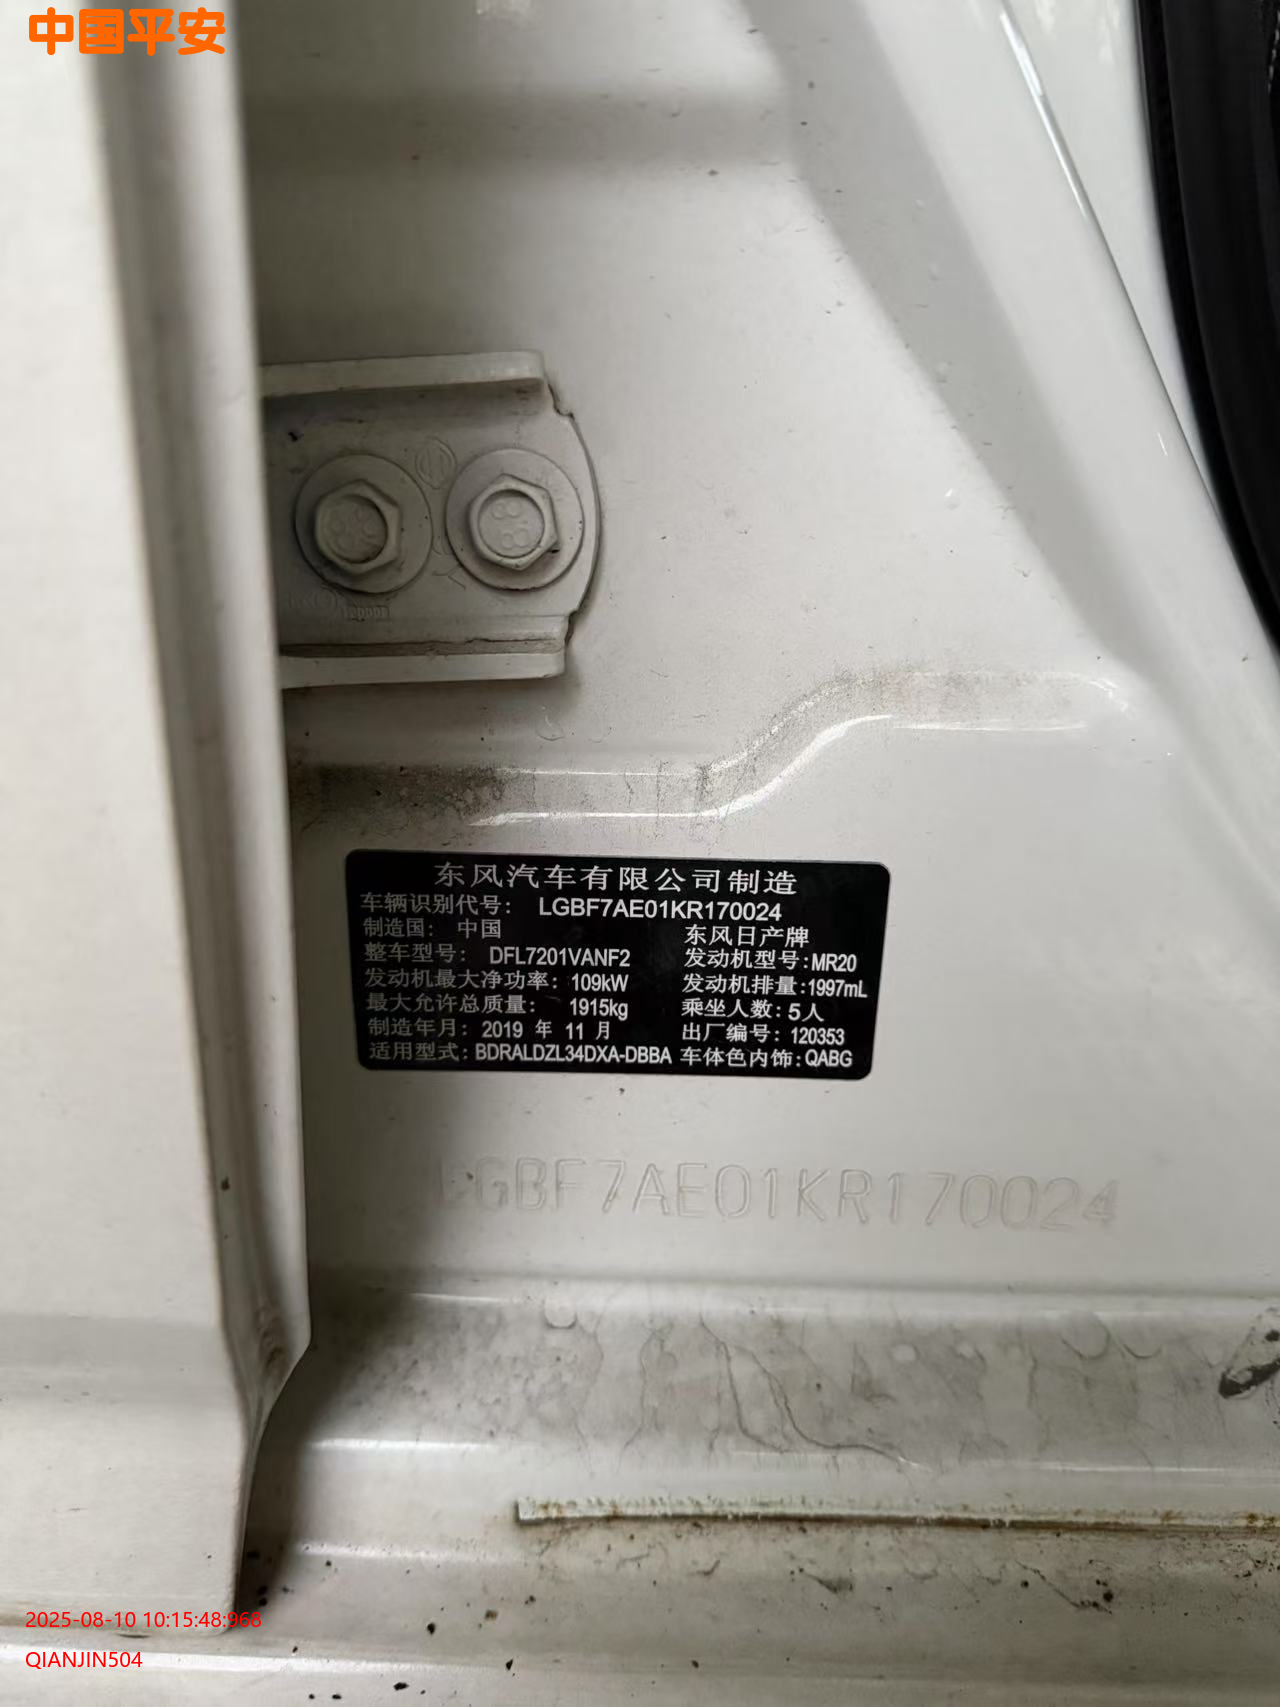 中国平安
东风汽车有限公司制造
车辆识别代号: LGBF7AE01KR170024
制造国: 中国 东风日产牌
整车型号: DFL7201VANF2 发动机型号:MR20
发动机最大净功率: 109kW 发动机排量:1997mL
最大允许总质量: 1915kg 乘坐人数:5人
制造年月: 2019 年 11 月 出厂编号: 120353
适用型式: BDRALDZL34DXA-DBBA 车体色内饰:QABG
LGBF7AE01KR170024
2025-08-10 10:15:48:968
QIANJIN504